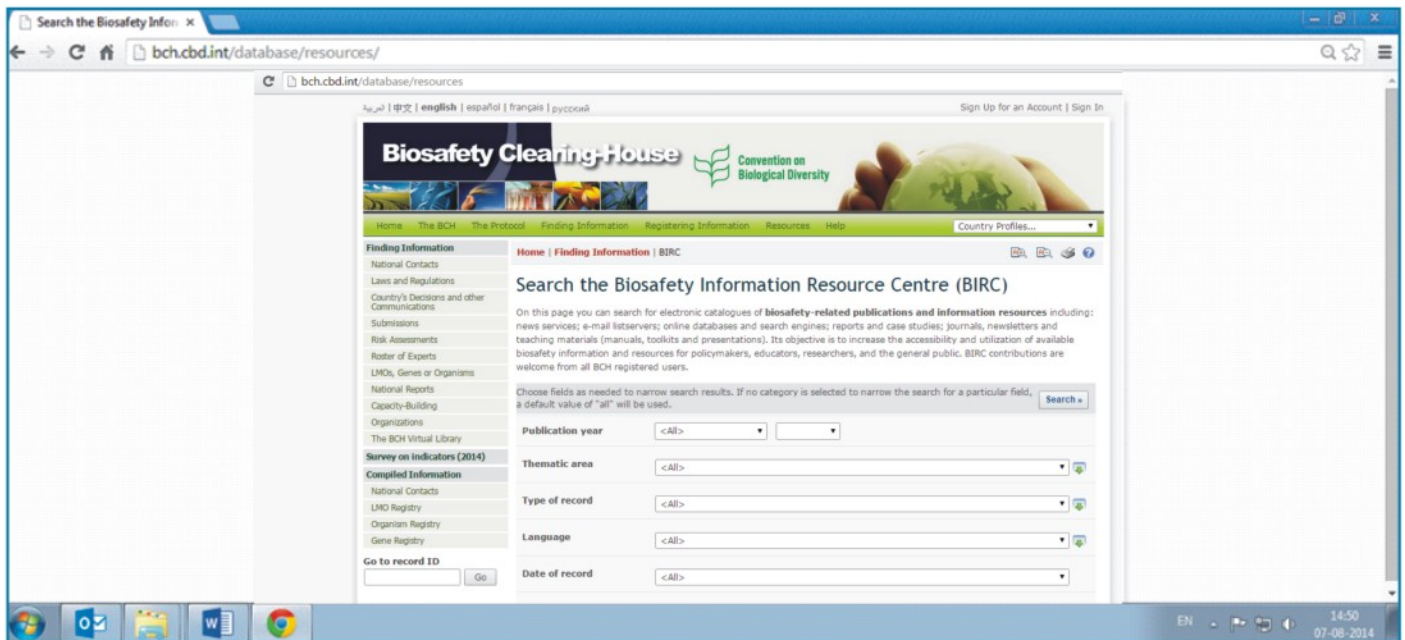 Search the Biosafety Infor
bch.cbd.int/database/resources/
bch.cbd.int/database/resources
العربية | 中文 | english | español | français | русский
Sign Up for an Account | Sign In
Biosafety Clearing-House
Convention on
Biological Diversity
Home The BCH The Protocol Finding Information Registering Information Resources Help
Country Profiles...
Finding Information
National Contacts
Laws and Regulations
Country's Decisions and other
Communications
Submissions
Risk Assessments
Roster of Experts
LMOs, Genes or Organisms
National Reports
Capacity-Building
Organizations
The BCH Virtual Library
Survey on indicators (2014)
Compiled Information
National Contacts
LMO Registry
Organism Registry
Gene Registry
Go to record ID
Go
Home | Finding Information | BIRC
Search the Biosafety Information Resource Centre (BIRC)
On this page you can search for electronic catalogues of biosafety-related publications and information resources including:
news services; e-mail listservers; online databases and search engines; reports and case studies; journals, newsletters and
teaching materials (manuals, toolkits and presentations). Its objective is to increase the accessibility and utilization of available
biosafety information and resources for policymakers, educators, researchers, and the general public. BIRC contributions are
welcome from all BCH registered users.
Choose fields as needed to narrow search results. If no category is selected to narrow the search for a particular field,
a default value of "all" will be used.
Search »
Publication year <All>
Thematic area <All>
Type of record <All>
Language <All>
Date of record <All>
EN
14:50
07-08-2014